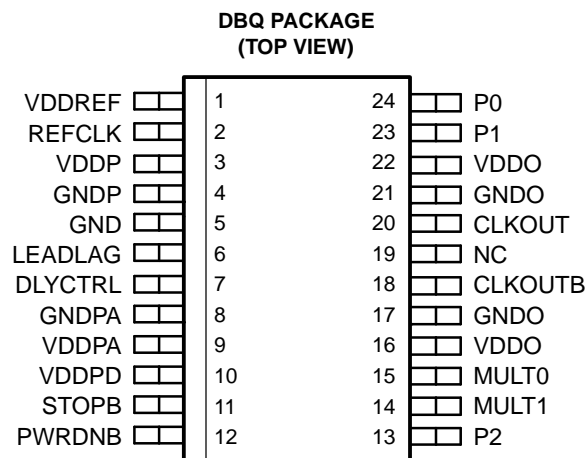 DBQ PACKAGE
(TOP VIEW)
VDDREF 1 24 P0
REFCLK 2 23 P1
VDDP 3 22 VDDO
GNDP 4 21 GNDO
GND 5 20 CLKOUT
LEADLAG 6 19 NC
DLYCTRL 7 18 CLKOUTB
GNDPA 8 17 GNDO
VDDPA 9 16 VDDO
VDDPD 10 15 MULT0
STOPB 11 14 MULT1
PWRDNB 12 13 P2